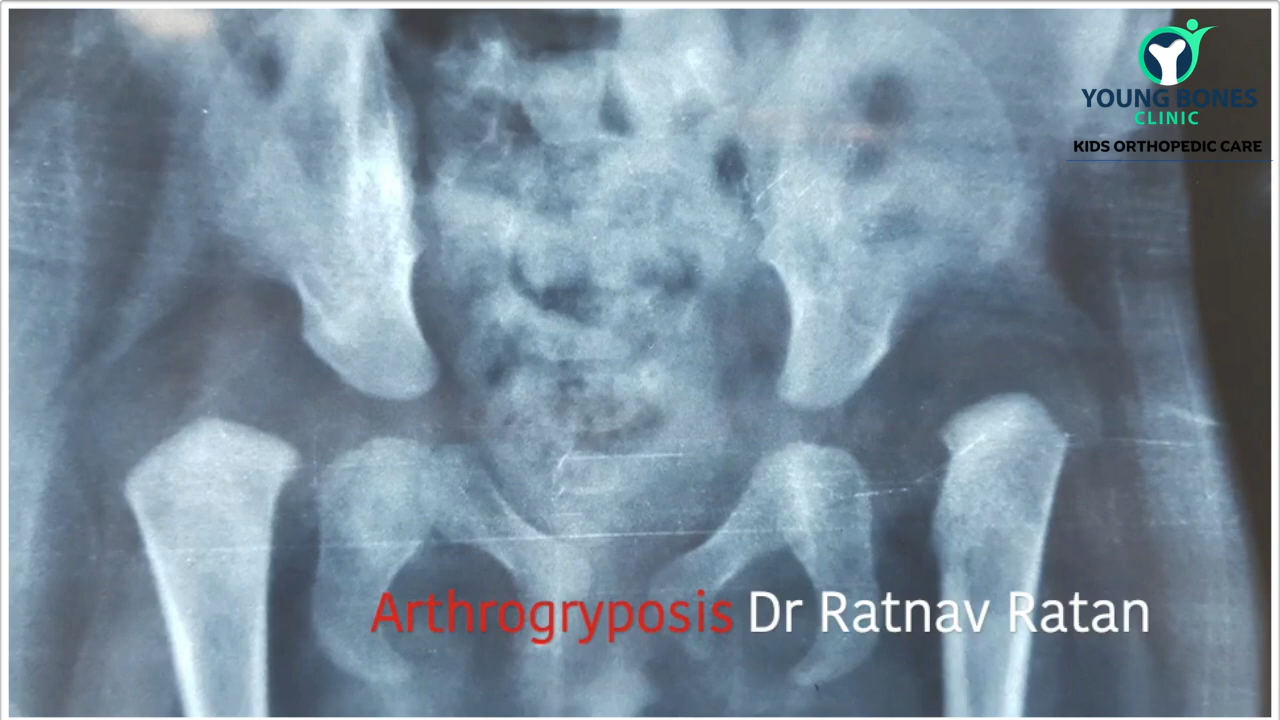 YOUNG BONES
CLINIC
KIDS ORTHOPEDIC CARE
Arthrogryposis Dr Ratnav Ratan